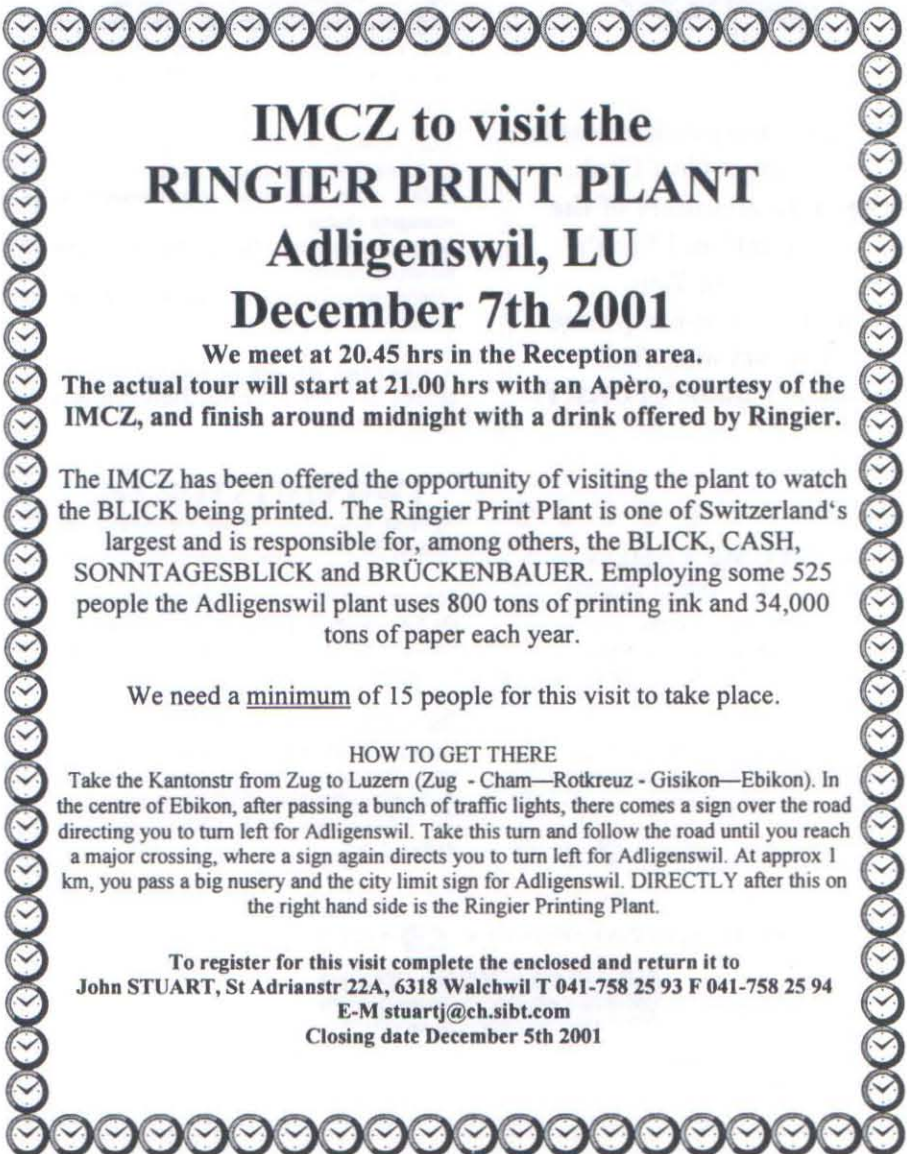 IMCZ to visit the
RINGIER PRINT PLANT
Adligenswil, LU
December 7th 2001
We meet at 20.45 hrs in the Reception area.
The actual tour will start at 21.00 hrs with an Apèro, courtesy of the
IMCZ, and finish around midnight with a drink offered by Ringier.
The IMCZ has been offered the opportunity of visiting the plant to watch
the BLICK being printed. The Ringier Print Plant is one of Switzerland‘s
largest and is responsible for, among others, the BLICK, CASH,
SONNTAGESBLICK and BRÜCKENBAUER. Employing some 525
people the Adligenswil plant uses 800 tons of printing ink and 34,000
tons of paper each year.
We need a minimum of 15 people for this visit to take place.
HOW TO GET THERE
Take the Kantonstr from Zug to Luzern (Zug - Cham—Rotkreuz - Gisikon—Ebikon). In
the centre of Ebikon, after passing a bunch of traffic lights, there comes a sign over the road
directing you to turn left for Adligenswil. Take this turn and follow the road until you reach
a major crossing, where a sign again directs you to turn left for Adligenswil. At approx 1
km, you pass a big nusery and the city limit sign for Adligenswil. DIRECTLY after this on
the right hand side is the Ringier Printing Plant.
To register for this visit complete the enclosed and return it to
John STUART, St Adrianstr 22A, 6318 Walchwil T 041-758 25 93 F 041-758 25 94
E-M stuartj@ch.sibt.com
Closing date December 5th 2001